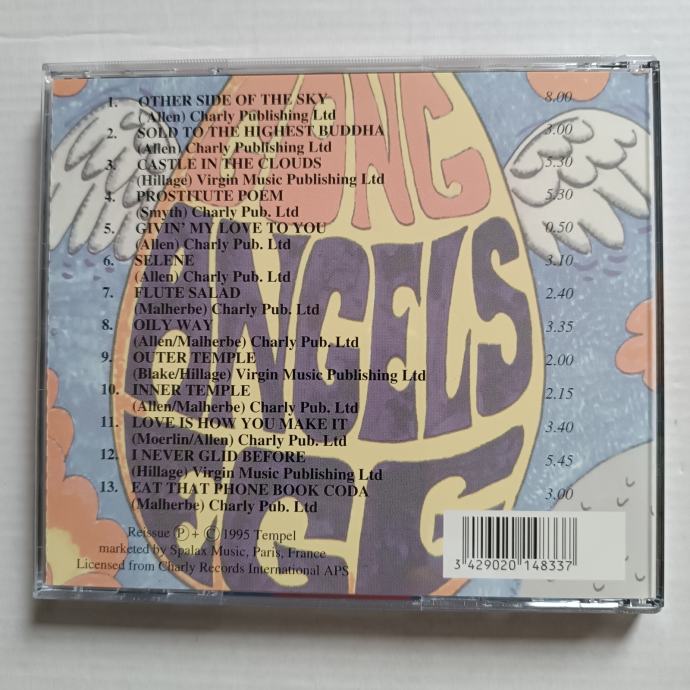 GONG
ANGELS
EGG
1. OTHER SIDE OF THE SKY 8.00
(Allen) Charly Publishing Ltd
2. SOLD TO THE HIGHEST BUDDHA 3.00
(Allen) Charly Publishing Ltd
3. CASTLE IN THE CLOUDS 5.30
(Hillage) Virgin Music Publishing Ltd
4. PROSTITUTE POEM 5.30
(Smyth) Charly Pub. Ltd
5. GIVIN' MY LOVE TO YOU 0.50
(Allen) Charly Pub. Ltd
6. SELENE 3.10
(Allen) Charly Pub. Ltd
7. FLUTE SALAD 2.40
(Malherbe) Charly Pub. Ltd
8. OILY WAY 3.35
(Allen/Malherbe) Charly Pub. Ltd
9. OUTER TEMPLE 2.00
(Blake/Hillage) Virgin Music Publishing Ltd
10. INNER TEMPLE 2.15
(Allen/Malherbe) Charly Pub. Ltd
11. LOVE IS HOW YOU MAKE IT 3.40
(Moerlin/Allen) Charly Pub. Ltd
12. I NEVER GLID BEFORE 5.45
(Hillage) Virgin Music Publishing Ltd
13. EAT THAT PHONE BOOK CODA 3.00
(Malherbe) Charly Pub. Ltd
Reissue Ⓟ + © 1995 Tempel
marketed by Spalax Music, Paris, France
Licensed from Charly Records International APS
3 429020 148337